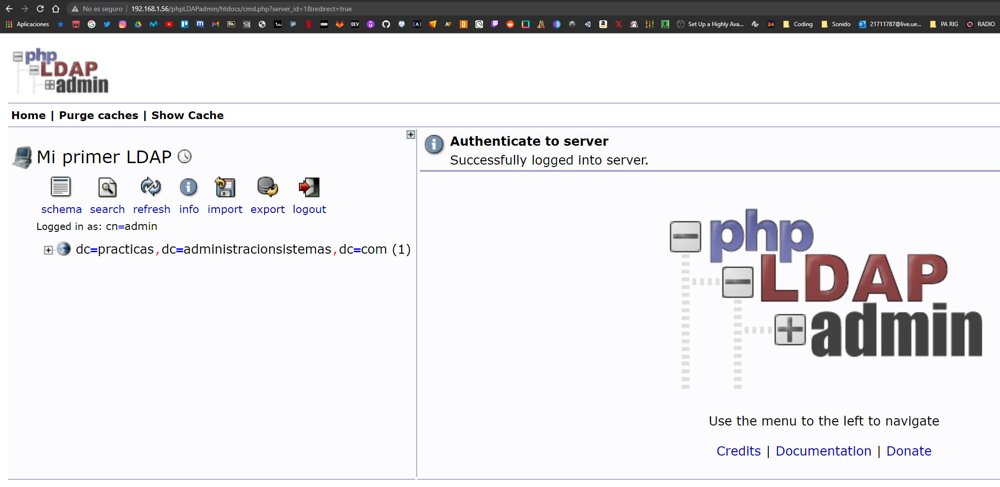 No es seguro 192.168.1.56/phpLDAPadmin/htdocs/cmd.php?server_id=1&redirect=true
Aplicaciones Bb HBO DEV AF 24 Set Up a Highly Ava... Coding Sonido 21711787@live.ue... PA RIG RADIO
php
LDAP
admin
Home | Purge caches | Show Cache
Mi primer LDAP
schema search refresh info import export logout
Logged in as: cn=admin
dc=practicas,dc=administracionsistemas,dc=com (1)
Authenticate to server
Successfully logged into server.
php
LDAP
admin
Use the menu to the left to navigate
Credits | Documentation | Donate